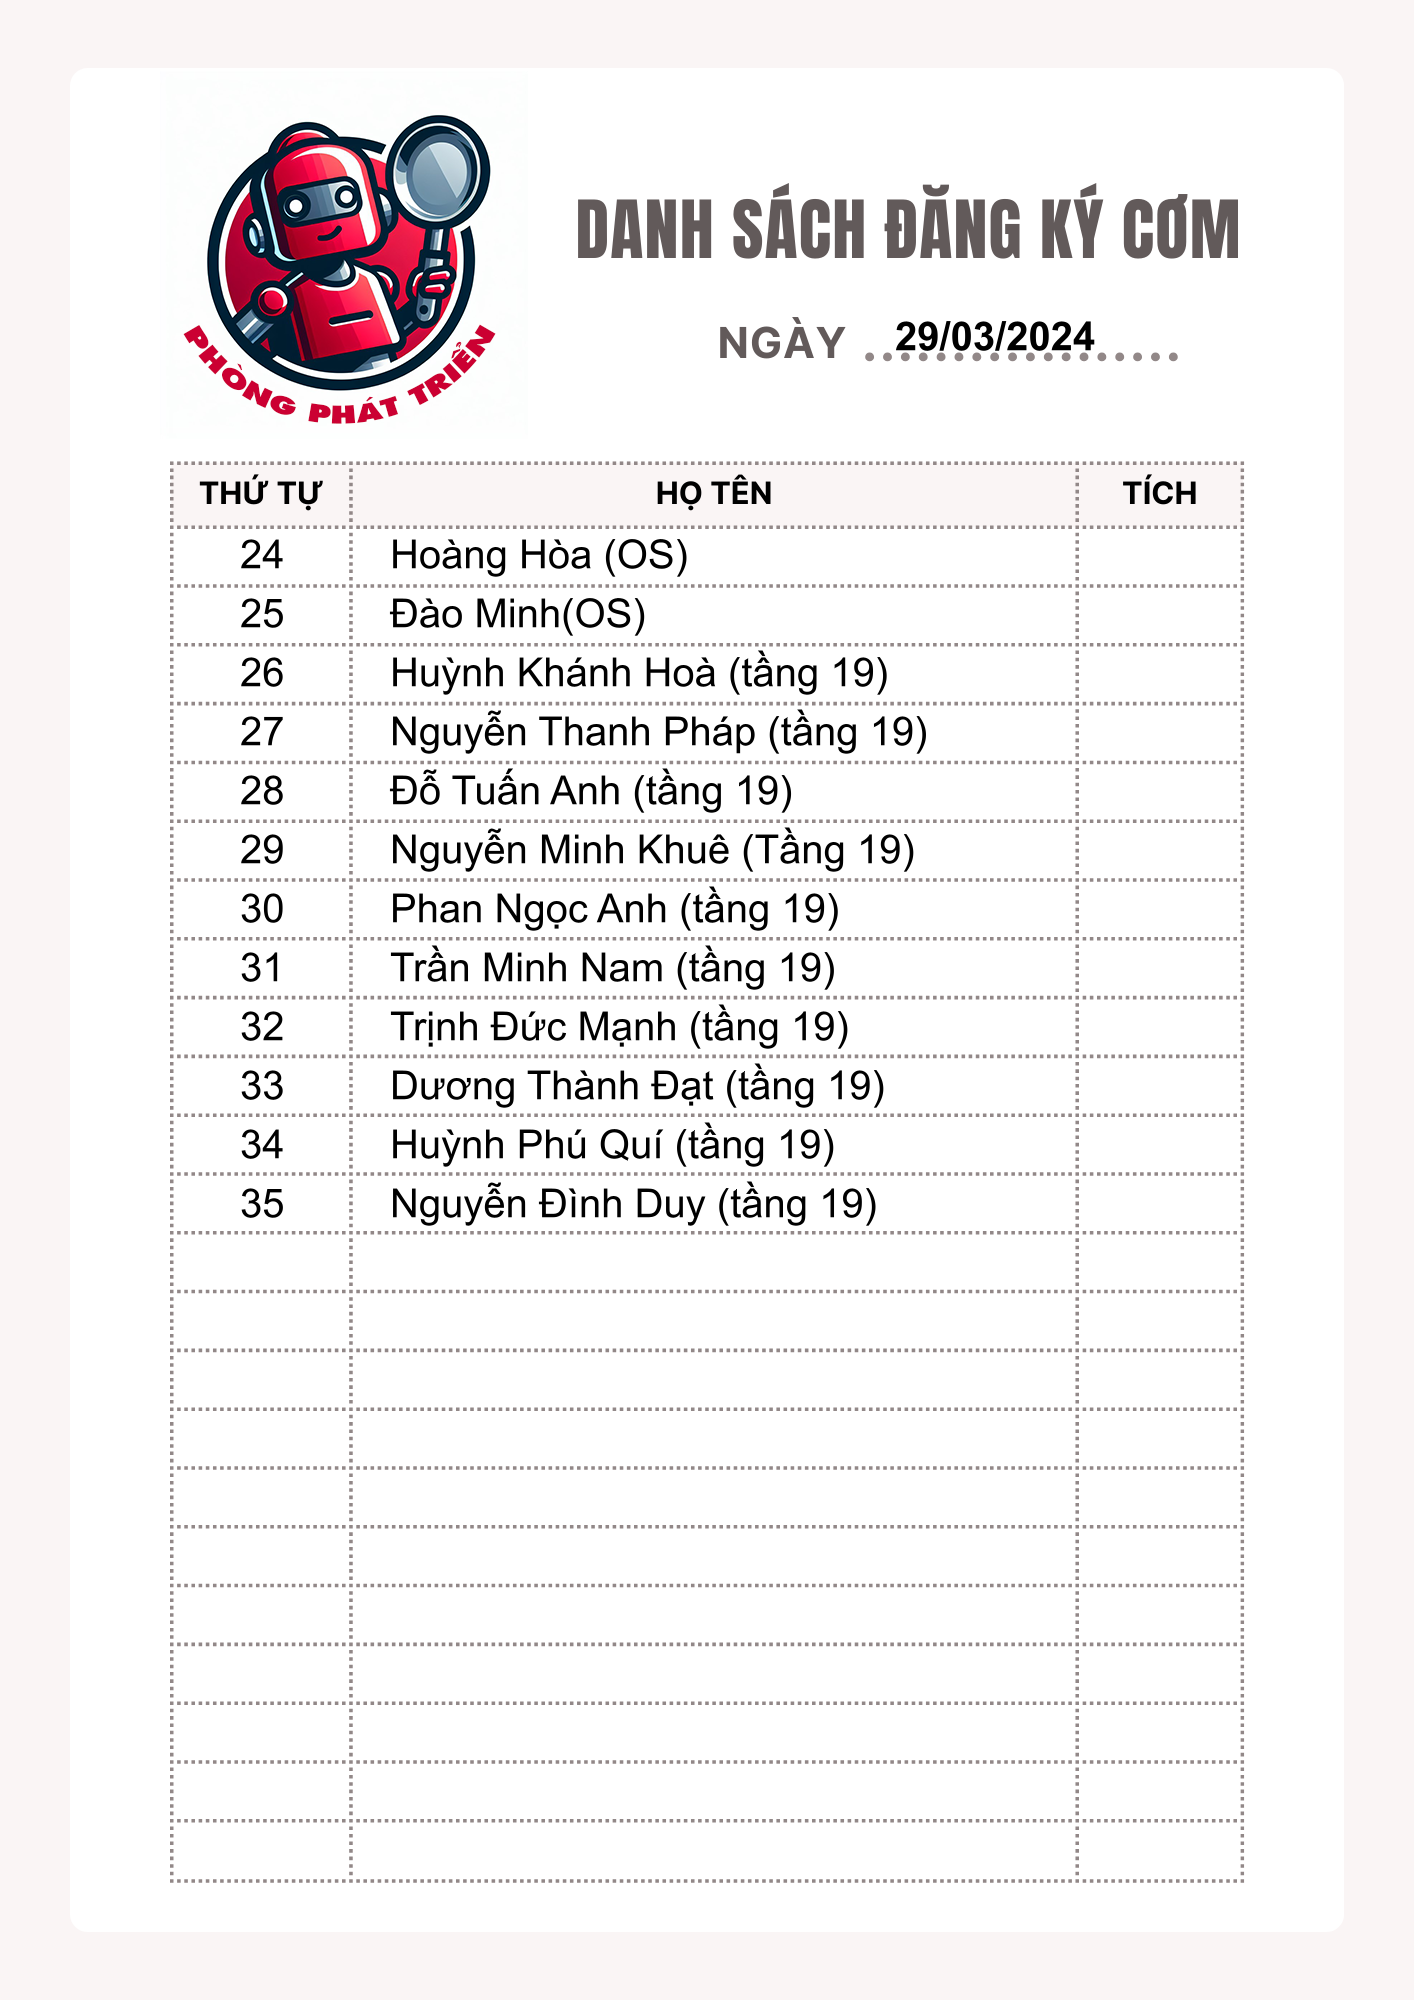 PHÒNG PHÁT TRIỂN
DANH SÁCH ĐĂNG KÝ CƠM
NGÀY 29/03/2024
THỨ TỰ HỌ TÊN TÍCH
24 Hoàng Hòa (OS)
25 Đào Minh(OS)
26 Huỳnh Khánh Hoà (tầng 19)
27 Nguyễn Thanh Pháp (tầng 19)
28 Đỗ Tuấn Anh (tầng 19)
29 Nguyễn Minh Khuê (Tầng 19)
30 Phan Ngọc Anh (tầng 19)
31 Trần Minh Nam (tầng 19)
32 Trịnh Đức Mạnh (tầng 19)
33 Dương Thành Đạt (tầng 19)
34 Huỳnh Phú Quí (tầng 19)
35 Nguyễn Đình Duy (tầng 19)